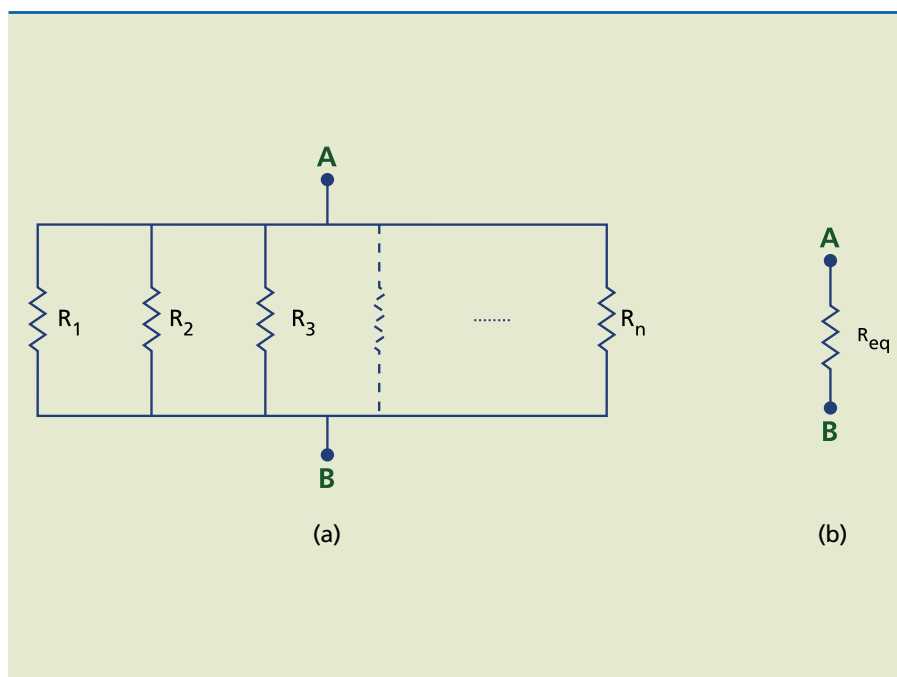 A
R1 R2 R3 ........ Rn
B
(a)
A
Req
B
(b)